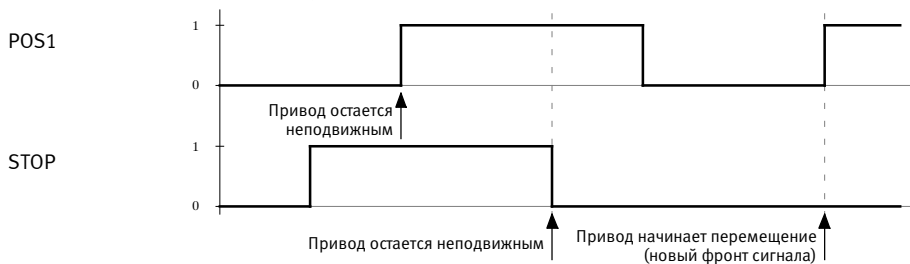 POS1
1
0
Привод остается
неподвижным
STOP
1
0
Привод остается неподвижным
Привод начинает перемещение
(новый фронт сигнала)